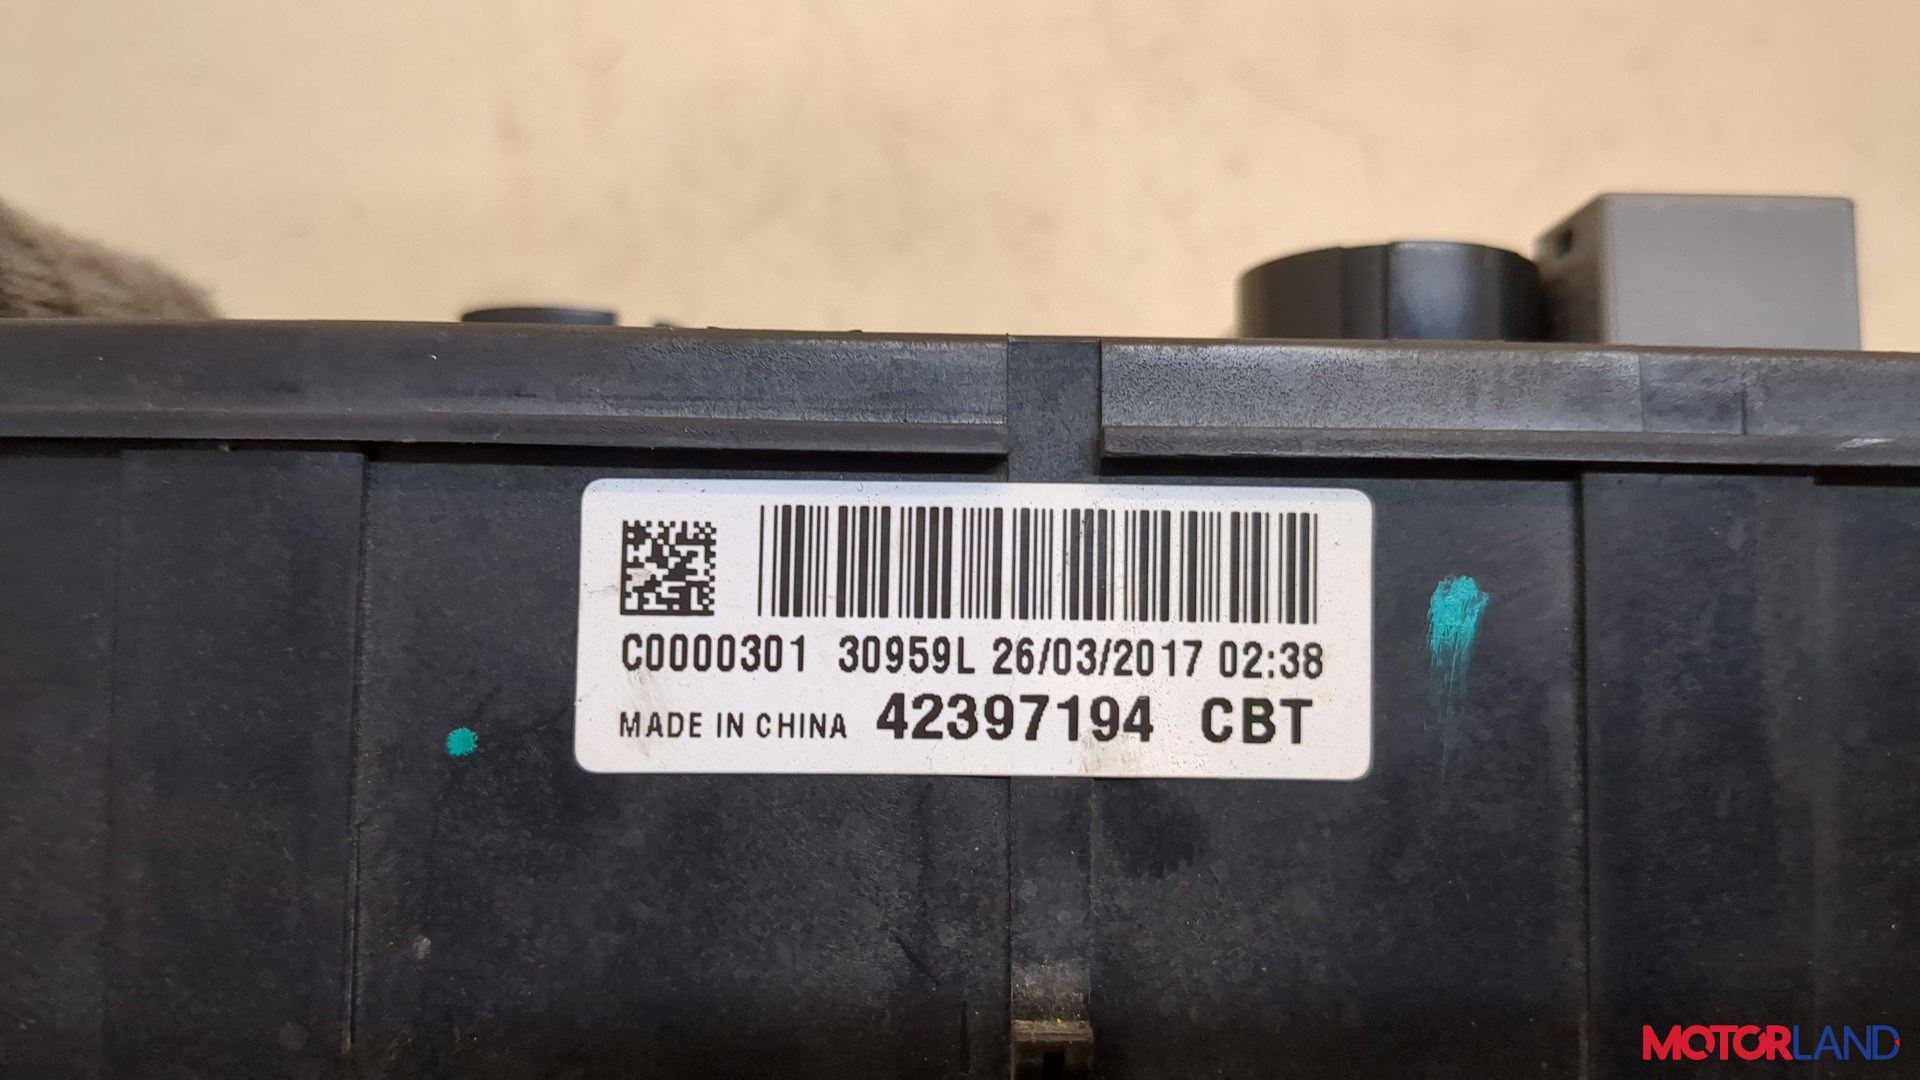 C0000301 30959L 26/03/2017 02:38
MADE IN CHINA 42397194 CBT
MOTORLAND